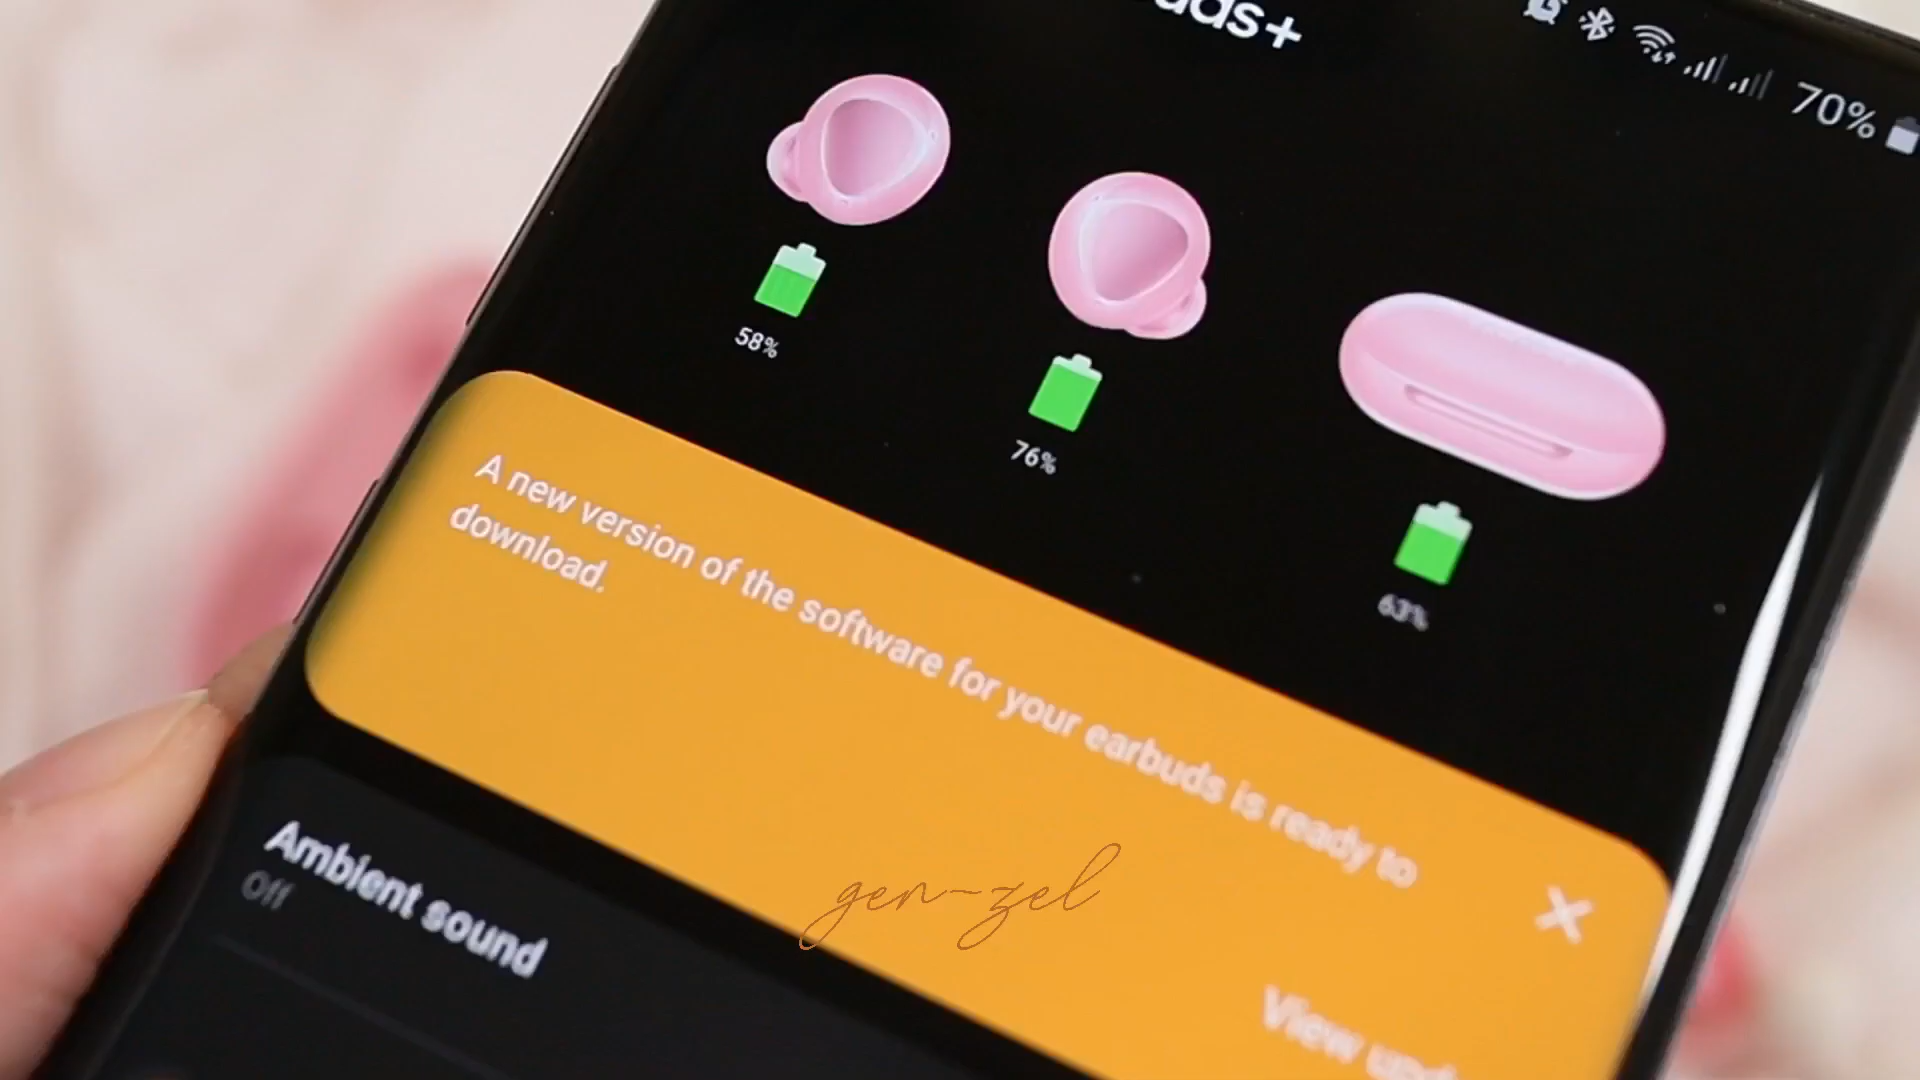 uds+
70%
58%
76%
63%
A new version of the software for your earbuds is ready to
download.
View
Ambient sound
Off
gen-zel